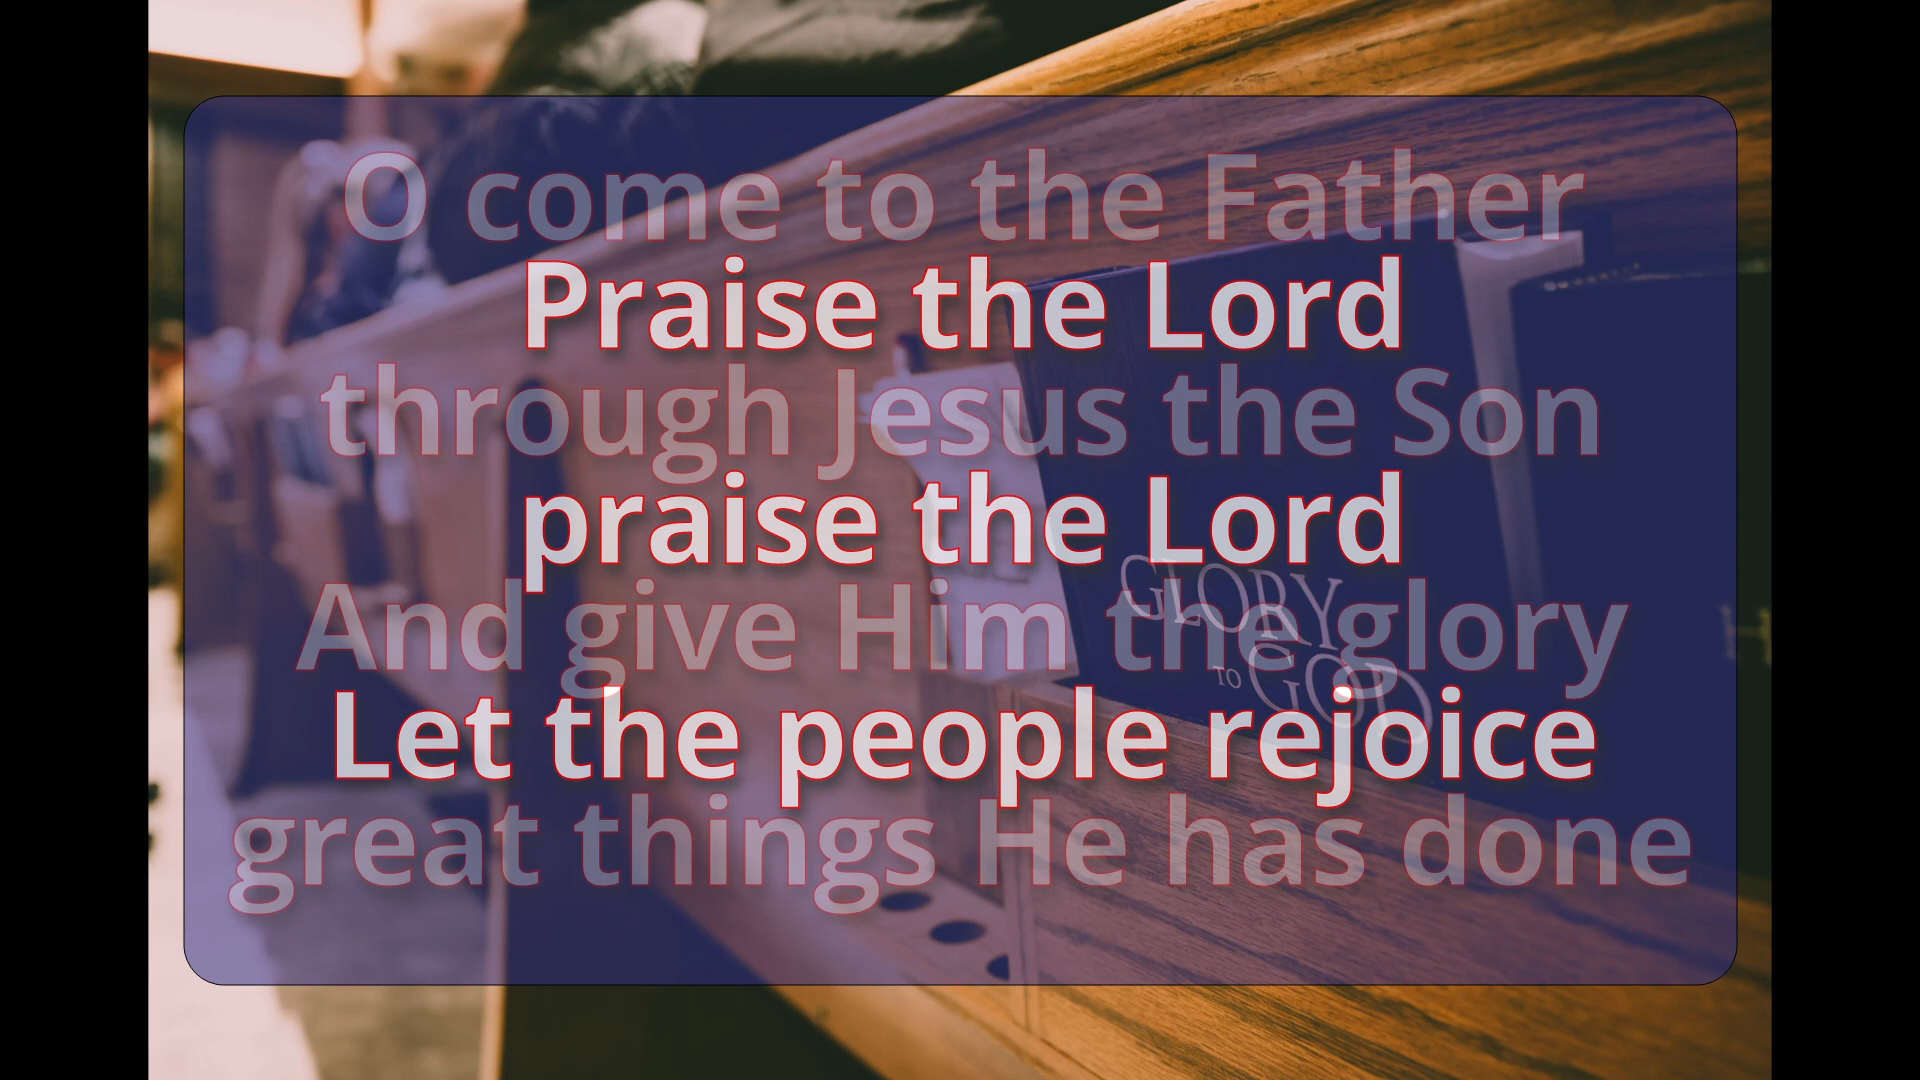 O come to the Father
Praise the Lord
through Jesus the Son
praise the Lord
And give Him the glory
Let the people rejoice
great things He has done
GLORY
TO GOD